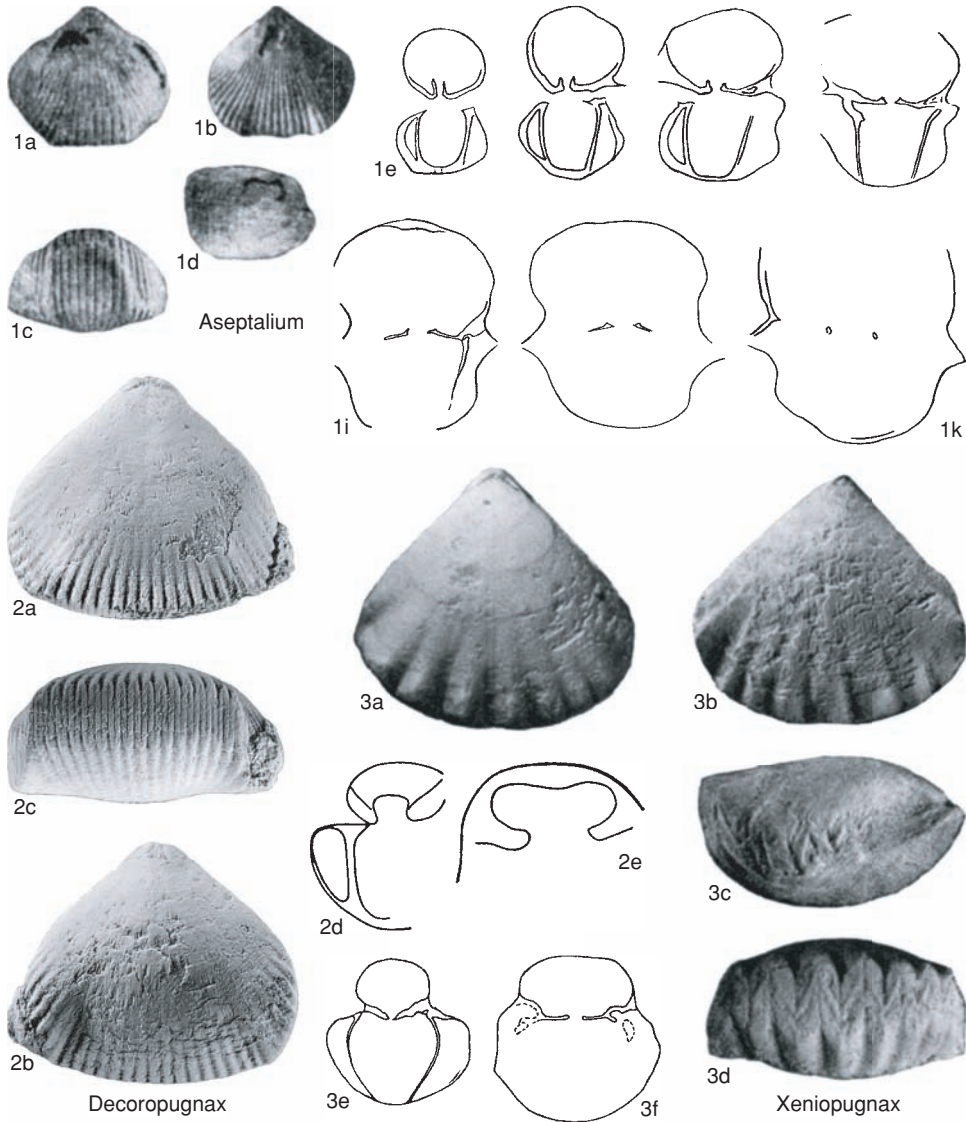 1a
1b
1e
1d
1c
Aseptalium
1i
1k
2a
3a
3b
2c
2d
2e
3c
2b
3e
3f
3d
Decoropugnax
Xeniopugnax